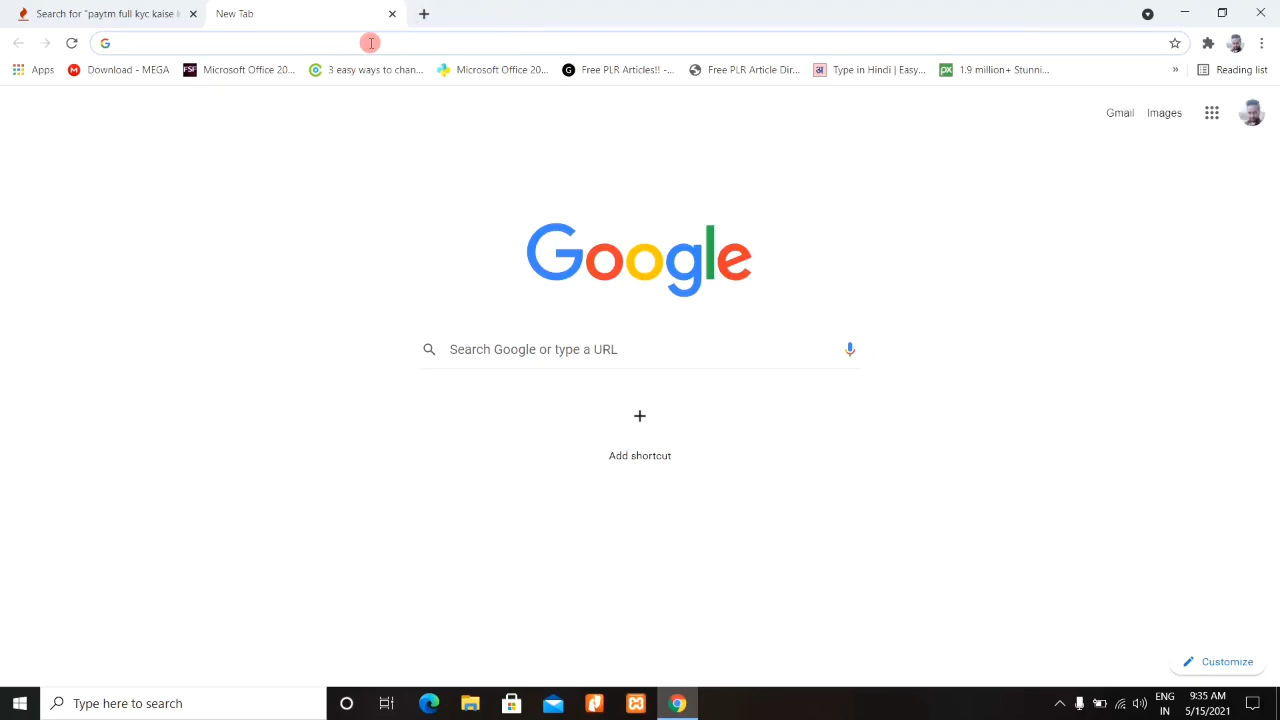 Search for "paytm full kyc kaise
New Tab
Apps
Download - MEGA
FSF
Microsoft Office 20...
3 easy ways to chan...
Microsoft Office 20...
G
Free PLR Articles!! -...
Free PLR Article Dir...
अ
Type in Hindi | Easy...
px
1.9 million+ Stunni...
»
Reading list
Gmail
Images
Google
Search Google or type a URL
Add shortcut
Customize
Type here to search
ENG
IN
9:35 AM
5/15/2021